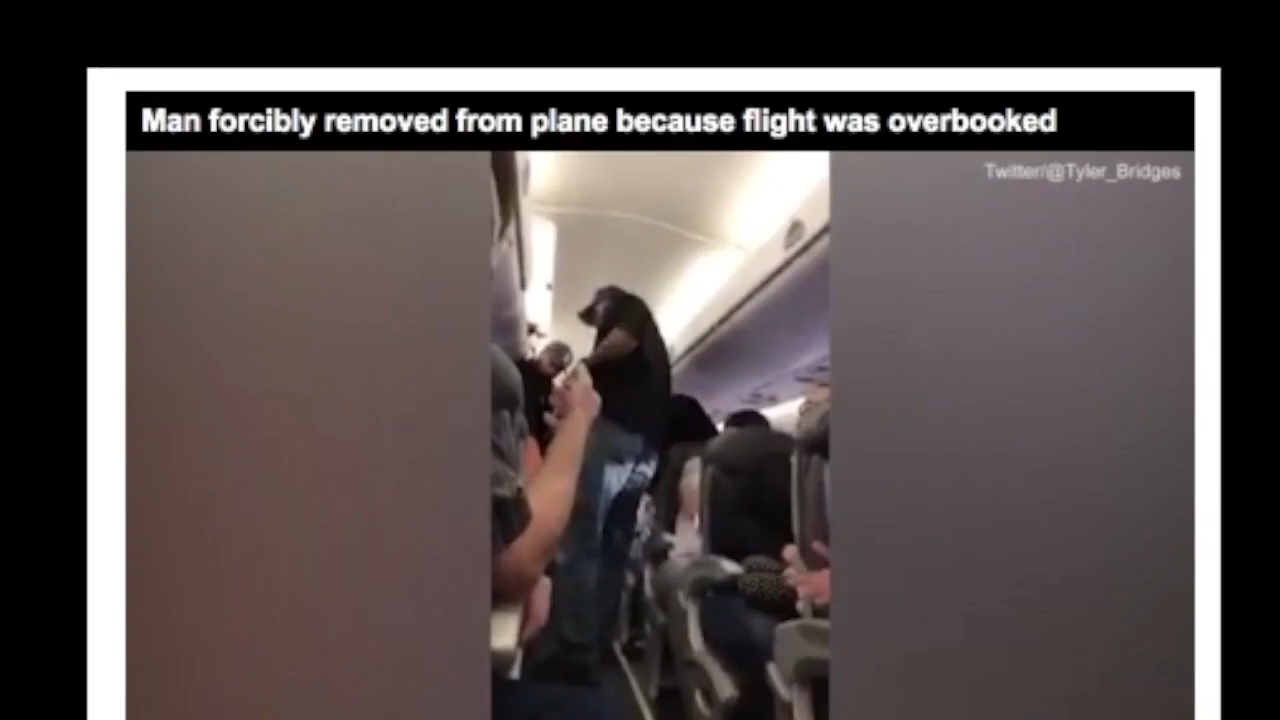 Man forcibly removed from plane because flight was overbooked
Twitter/@Tyler_Bridges